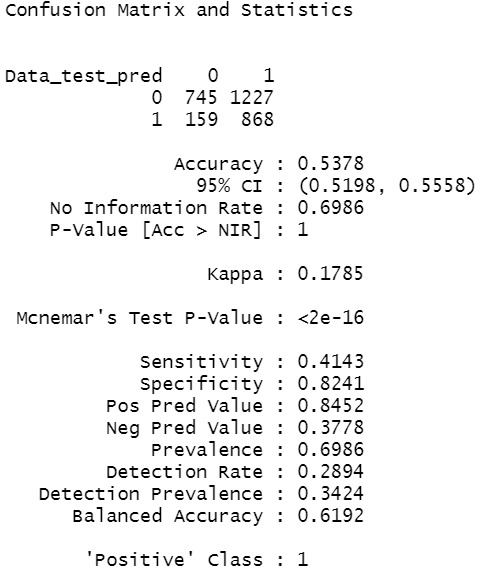 Confusion Matrix and Statistics
Data_test_pred 0 1
0 745 1227
1 159 868
Accuracy : 0.5378
95% CI : (0.5198, 0.5558)
No Information Rate : 0.6986
P-Value [Acc > NIR] : 1
Kappa : 0.1785
Mcnemar's Test P-Value : <2e-16
Sensitivity : 0.4143
Specificity : 0.8241
Pos Pred Value : 0.8452
Neg Pred Value : 0.3778
Prevalence : 0.6986
Detection Rate : 0.2894
Detection Prevalence : 0.3424
Balanced Accuracy : 0.6192
'Positive' Class : 1